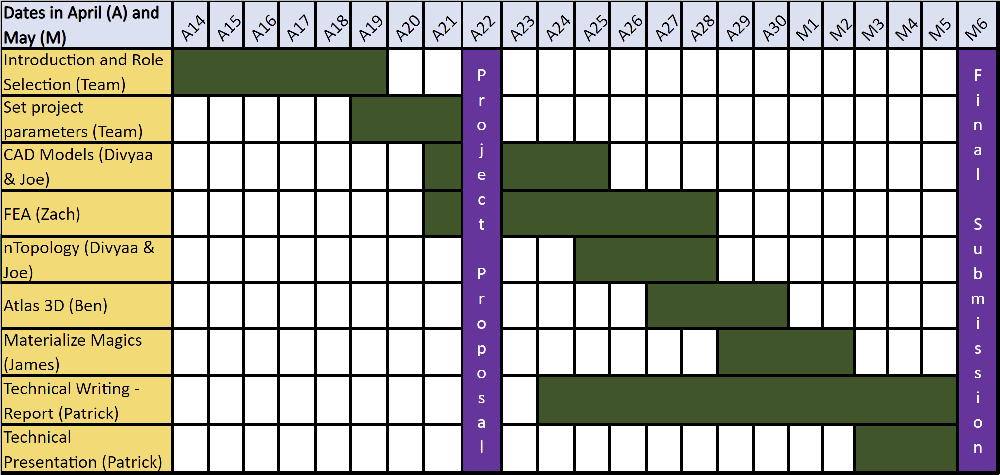 Dates in April (A) and
May (M)
A14
A15
A16
A17
A18
A19
A20
A21
A22
A23
A24
A25
A26
A27
A28
A29
A30
M1
M2
M3
M4
M5
M6
Introduction and Role
Selection (Team)
Set project
parameters (Team)
CAD Models (Divyaa
& Joe)
FEA (Zach)
nTopology (Divyaa &
Joe)
Atlas 3D (Ben)
Materialize Magics
(James)
Technical Writing -
Report (Patrick)
Technical
Presentation (Patrick)
Project Proposal
Final Submission